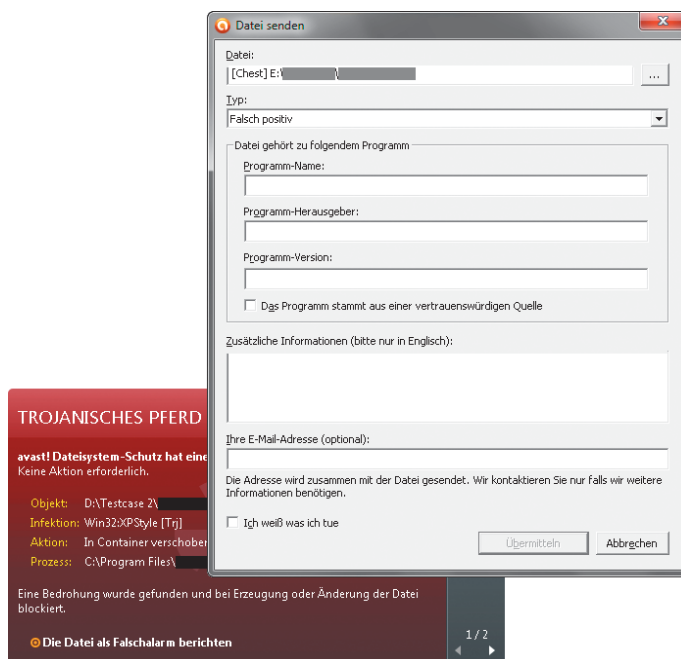 Datei senden
Datei:
[Chest] E:\
\
...
Typ:
Falsch positiv
Datei gehört zu folgendem Programm
Programm-Name:
Programm-Herausgeber:
Programm-Version:
Das Programm stammt aus einer vertrauenswürdigen Quelle
Zusätzliche Informationen (bitte nur in Englisch):
Ihre E-Mail-Adresse (optional):
Die Adresse wird zusammen mit der Datei gesendet. Wir kontaktieren Sie nur falls wir weitere
Informationen benötigen.
Ich weiß was ich tue
Übermitteln
Abbrechen
TROJANISCHES PFERD
avast! Dateisystem-Schutz hat eine
Keine Aktion erforderlich.
Objekt: D:\Testcase 2\
Infektion: Win32:XPStyle [Trj]
Aktion: In Container verschoben
Prozess: C:\Program Files\
Eine Bedrohung wurde gefunden und bei Erzeugung oder Änderung der Datei
blockiert.
Die Datei als Falschalarm berichten
1/2